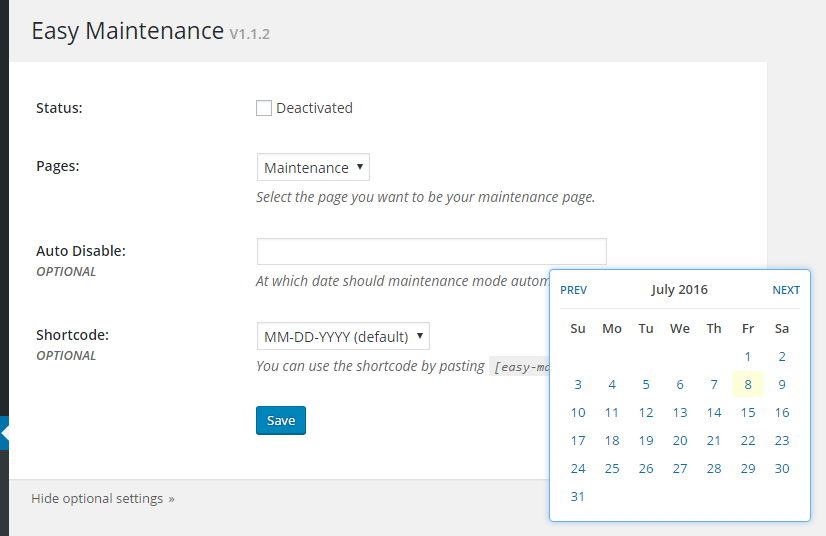 Easy Maintenance V1.1.2
Status: Deactivated
Pages: Maintenance
Select the page you want to be your maintenance page.
Auto Disable:
OPTIONAL
At which date should maintenance mode
Shortcode: MM-DD-YYYY (default)
OPTIONAL
You can use the shortcode by pasting
Save
Hide optional settings »
PREV July 2016 NEXT
Su Mo Tu We Th Fr Sa
1 2
3 4 5 6 7 8 9
10 11 12 13 14 15 16
17 18 19 20 21 22 23
24 25 26 27 28 29 30
31